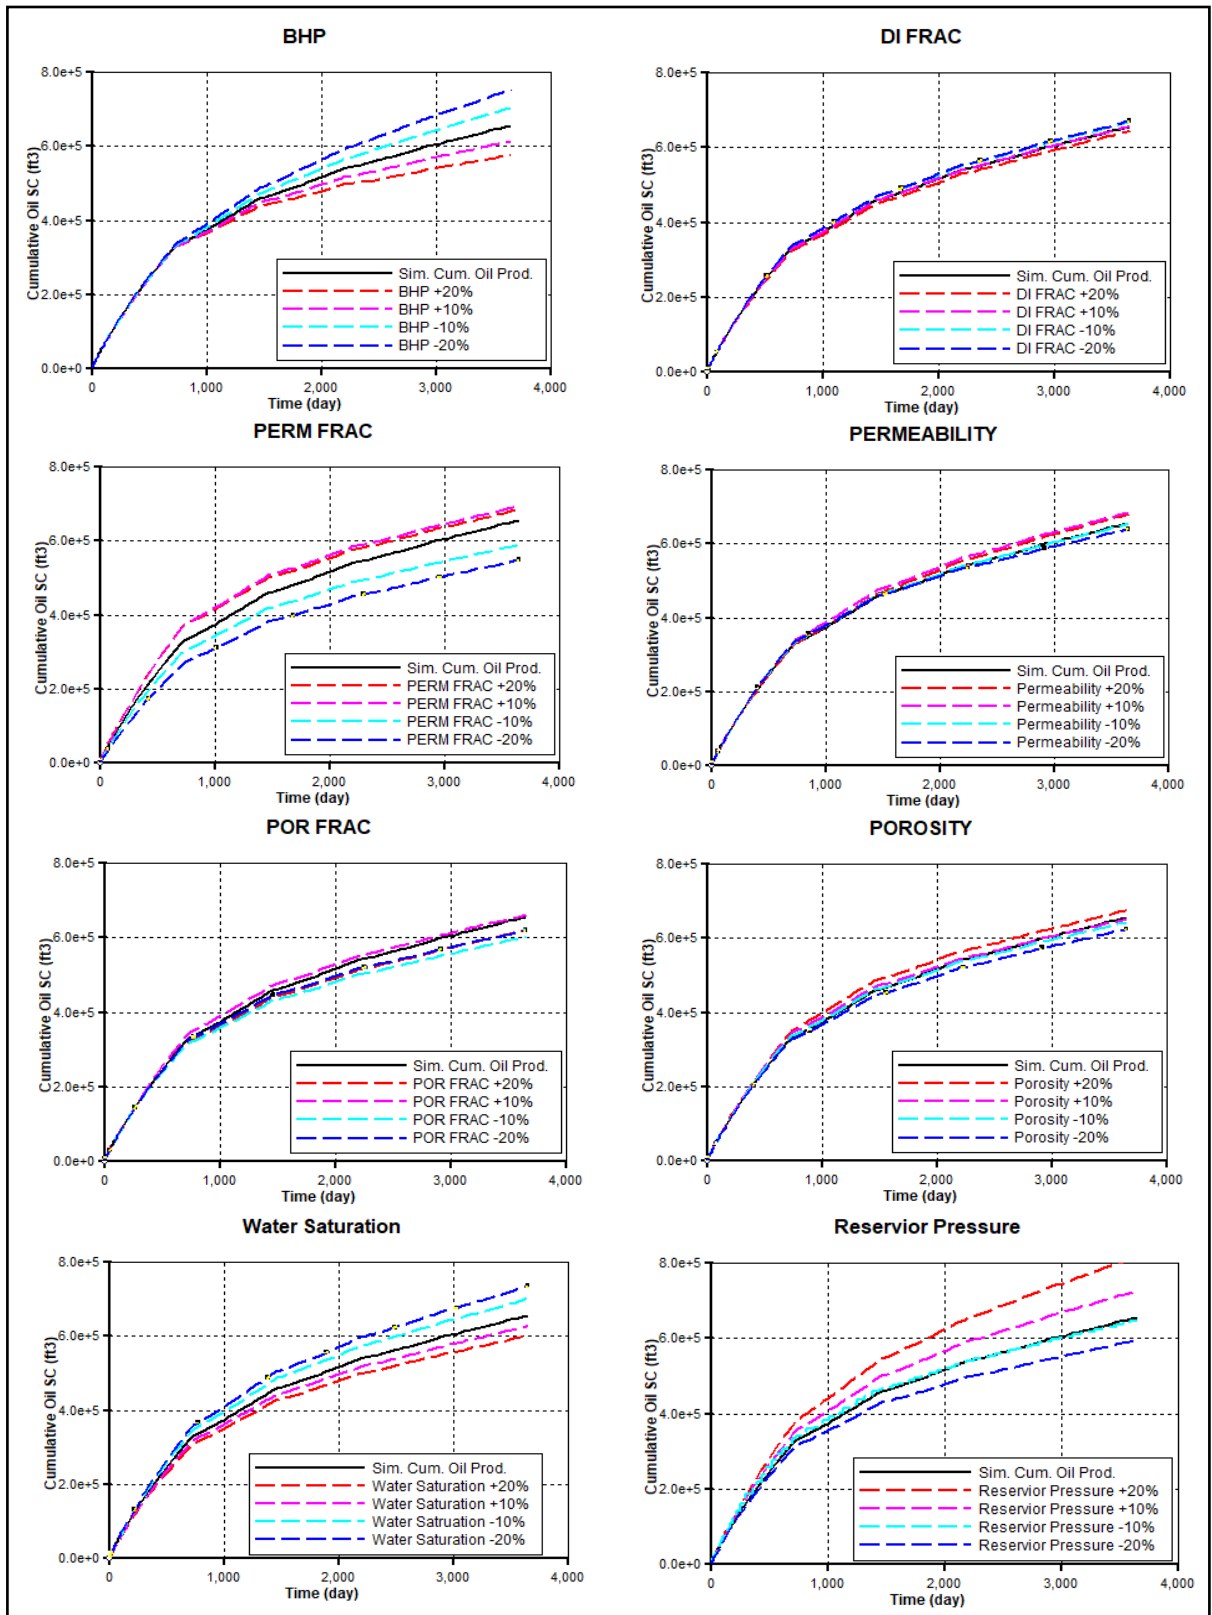 BHP
8.0e+5
6.0e+5
4.0e+5
2.0e+5
0.0e+0
Cumulative Oil SC (ft3)
Sim. Cum. Oil Prod.
BHP +20%
BHP +10%
BHP -10%
BHP -20%
0 1,000 2,000 3,000 4,000
Time (day)
DI FRAC
8.0e+5
6.0e+5
4.0e+5
2.0e+5
0.0e+0
Cumulative Oil SC (ft3)
Sim. Cum. Oil Prod.
DI FRAC +20%
DI FRAC +10%
DI FRAC -10%
DI FRAC -20%
0 1,000 2,000 3,000 4,000
Time (day)
PERM FRAC
8.0e+5
6.0e+5
4.0e+5
2.0e+5
0.0e+0
Cumulative Oil SC (ft3)
Sim. Cum. Oil Prod.
PERM FRAC +20%
PERM FRAC +10%
PERM FRAC -10%
PERM FRAC -20%
0 1,000 2,000 3,000 4,000
Time (day)
PERMEABILITY
8.0e+5
6.0e+5
4.0e+5
2.0e+5
0.0e+0
Cumulative Oil SC (ft3)
Sim. Cum. Oil Prod.
Permeability +20%
Permeability +10%
Permeability -10%
Permeability -20%
0 1,000 2,000 3,000 4,000
Time (day)
POR FRAC
8.0e+5
6.0e+5
4.0e+5
2.0e+5
0.0e+0
Cumulative Oil SC (ft3)
Sim. Cum. Oil Prod.
POR FRAC +20%
POR FRAC +10%
POR FRAC -10%
POR FRAC -20%
0 1,000 2,000 3,000 4,000
Time (day)
POROSITY
8.0e+5
6.0e+5
4.0e+5
2.0e+5
0.0e+0
Cumulative Oil SC (ft3)
Sim. Cum. Oil Prod.
Porosity +20%
Porosity +10%
Porosity -10%
Porosity -20%
0 1,000 2,000 3,000 4,000
Time (day)
Water Saturation
8.0e+5
6.0e+5
4.0e+5
2.0e+5
0.0e+0
Cumulative Oil SC (ft3)
Sim. Cum. Oil Prod.
Water Saturation +20%
Water Saturation +10%
Water Satruation -10%
Water Saturation -20%
0 1,000 2,000 3,000 4,000
Time (day)
Reservior Pressure
8.0e+5
6.0e+5
4.0e+5
2.0e+5
0.0e+0
Cumulative Oil SC (ft3)
Sim. Cum. Oil Prod.
Reservior Pressure +20%
Reservior Pressure +10%
Reservior Pressure -10%
Reservior Pressure -20%
0 1,000 2,000 3,000 4,000
Time (day)